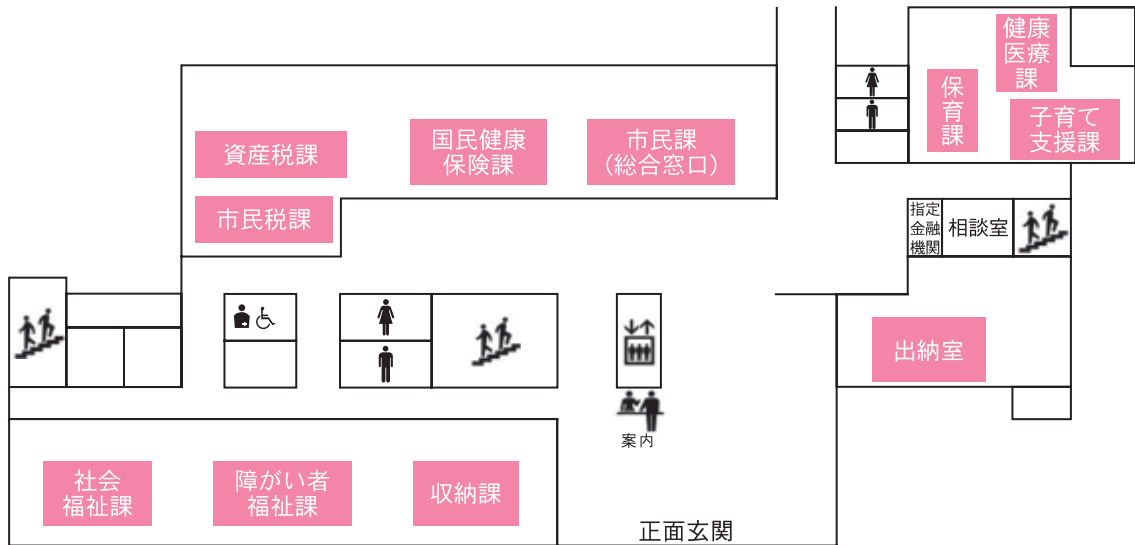 健康
医療
課
保
育
課
子育て
支援課
資産税課
国民健康
保険課
市民課
（総合窓口）
市民税課
指定
金融
機関
相談室
出納室
案内
社会
福祉課
障がい者
福祉課
収納課
正面玄関